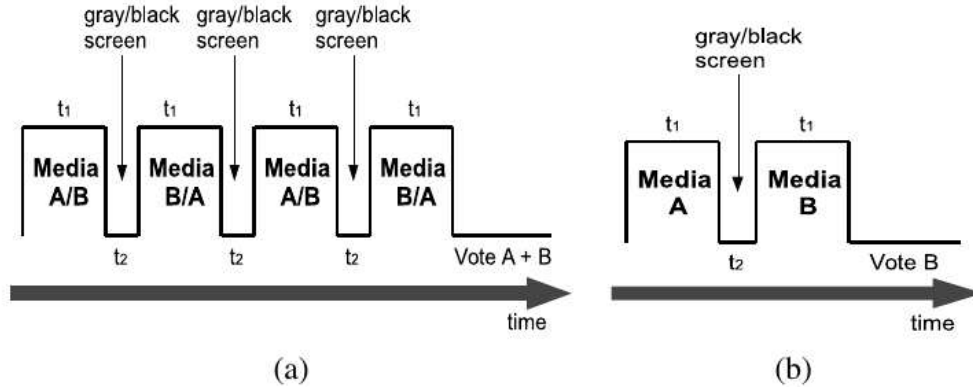 gray/black
screen
gray/black
screen
gray/black
screen
t1
t1
t1
t1
Media
A/B
Media
B/A
Media
A/B
Media
B/A
t2
t2
t2
Vote A + B
time
(a)
gray/black
screen
t1
t1
Media
A
Media
B
t2
Vote B
time
(b)